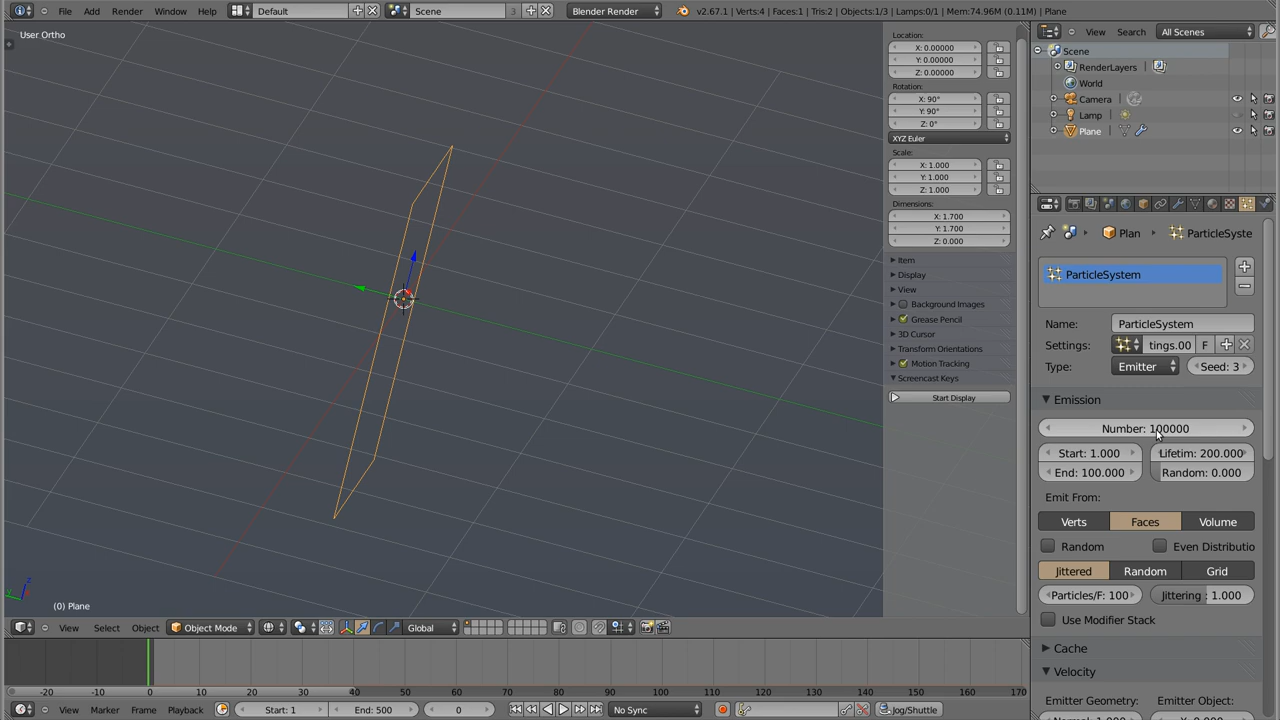 File Add Render Window Help Default Scene 3 Blender Render v2.67.1 | Verts:4 | Faces:1 | Tris:2 | Objects:1/3 | Lamps:0/1 | Mem:74.96M (0.11M) | Plane
User Ortho
Location:
X: 0.00000
Y: 0.00000
Z: 0.00000
Rotation:
X: 90°
Y: 90°
Z: 0°
XYZ Euler
Scale:
X: 1.000
Y: 1.000
Z: 1.000
Dimensions:
X: 1.700
Y: 1.700
Z: 0.000
Item
Display
View
Background Images
Grease Pencil
3D Cursor
Transform Orientations
Motion Tracking
Screencast Keys
Start Display
View Search All Scenes
Scene
RenderLayers
World
Camera
Lamp
Plane
Plan ParticleSyste
ParticleSystem
Name: ParticleSystem
Settings: tings.00 F
Type: Emitter Seed: 3
Emission
Number: 100000
Start: 1.000 Lifetim: 200.000
End: 100.000 Random: 0.000
Emit From:
Verts Faces Volume
Random Even Distributio
Jittered Random Grid
Particles/F: 100 Jittering : 1.000
Use Modifier Stack
Cache
Velocity
Emitter Geometry: Emitter Object:
z
y
(0) Plane
View Select Object Object Mode Global
-20 -10 0 10 20 30 40 50 60 70 80 90 100 110 120 130 140 150 160 170
View Marker Frame Playback Start: 1 End: 500 0 No Sync Jog/Shuttle